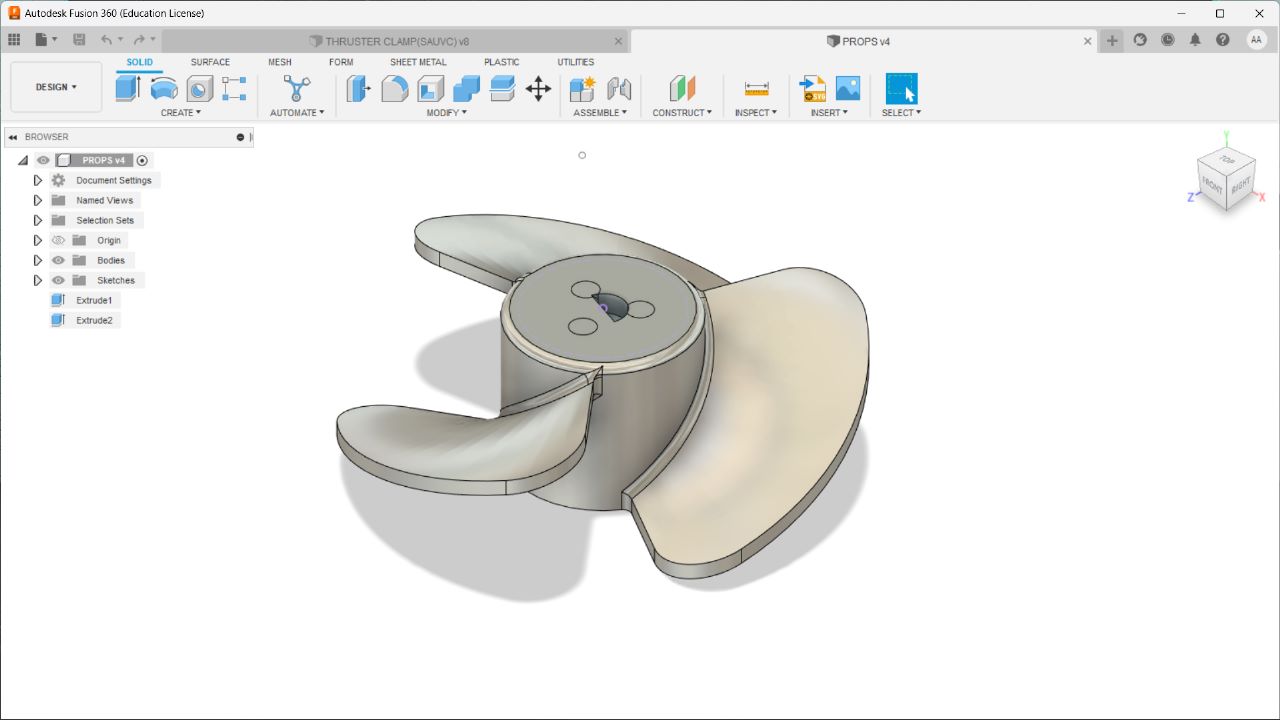 Autodesk Fusion 360 (Education License)
THRUSTER CLAMP(SAUVC) v8
PROPS v4
AA
DESIGN
SOLID SURFACE MESH FORM SHEET METAL PLASTIC UTILITIES
SVG
CREATE AUTOMATE MODIFY ASSEMBLE CONSTRUCT INSPECT INSERT SELECT
BROWSER
PROPS v4
Document Settings
Named Views
Selection Sets
Origin
Bodies
Sketches
Extrude1
Extrude2
Y
TOP
FRONT RIGHT
Z X